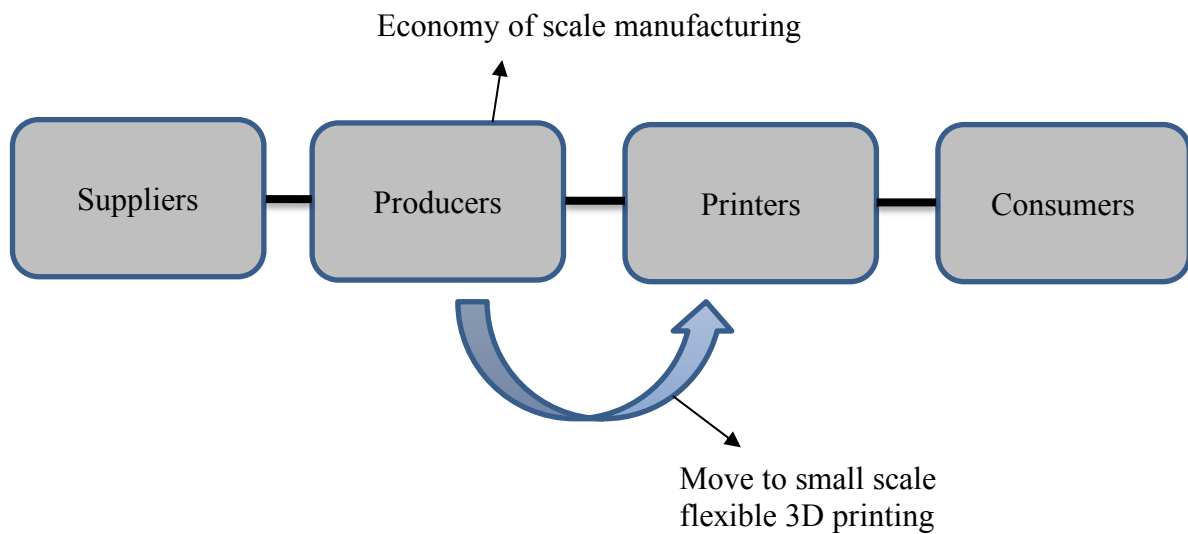 Economy of scale manufacturing
Suppliers
Producers
Printers
Consumers
Move to small scale
flexible 3D printing